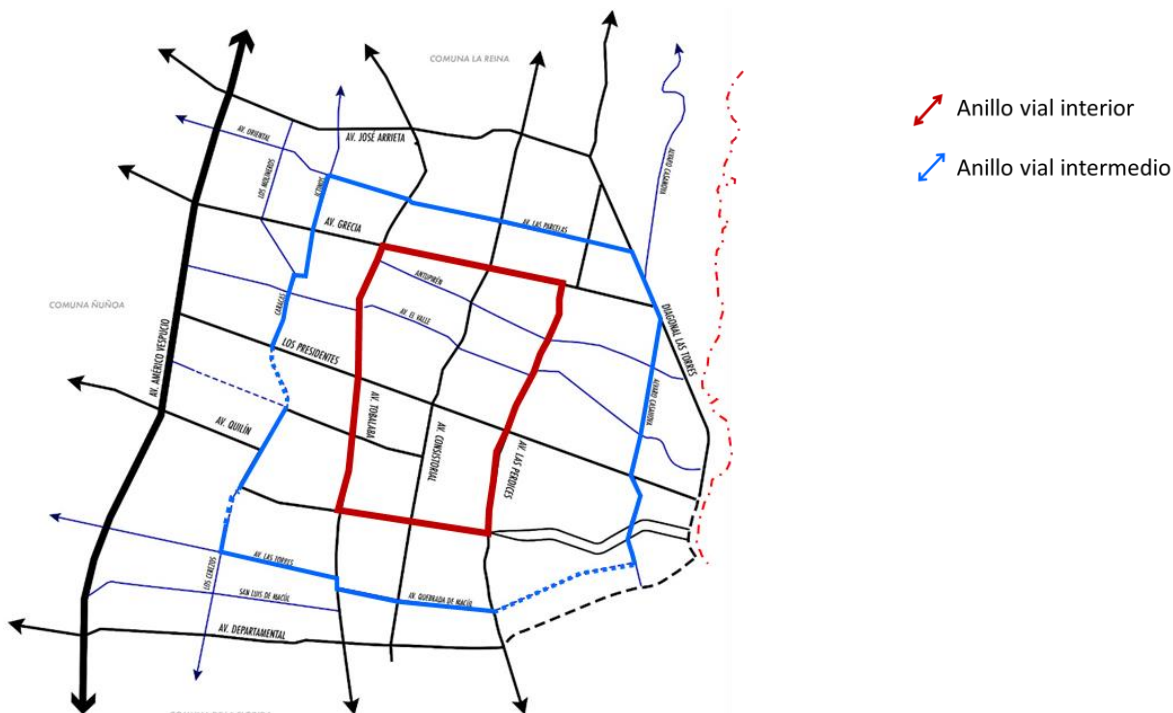 COMUNA LA REINA
Anillo vial interior
Anillo vial intermedio
AV. ORIENTAL
AV. JOSÉ ARRIETA
LOS MOLINEROS
ALVARO CASANOVA
AV. GRECIA
AV. LAS PARCELAS
ANTUPIRÉN
COMUNA ÑUÑOA
CARACAS
AV. EL VALLE
DIAGONAL LAS TORRES
LOS PRESIDENTES
AV. AMÉRICO VESPUCIO
AV. TOBALABA
ALVARO CASANOVA
AV. QUILÍN
AV. CONSISTORIAL
AV. LAS PERDICES
AV. LAS TORRES
LOS CEREZOS
SAN LUIS DE MACÚL
AV. QUEBRADA DE MACÚL
AV. DEPARTAMENTAL